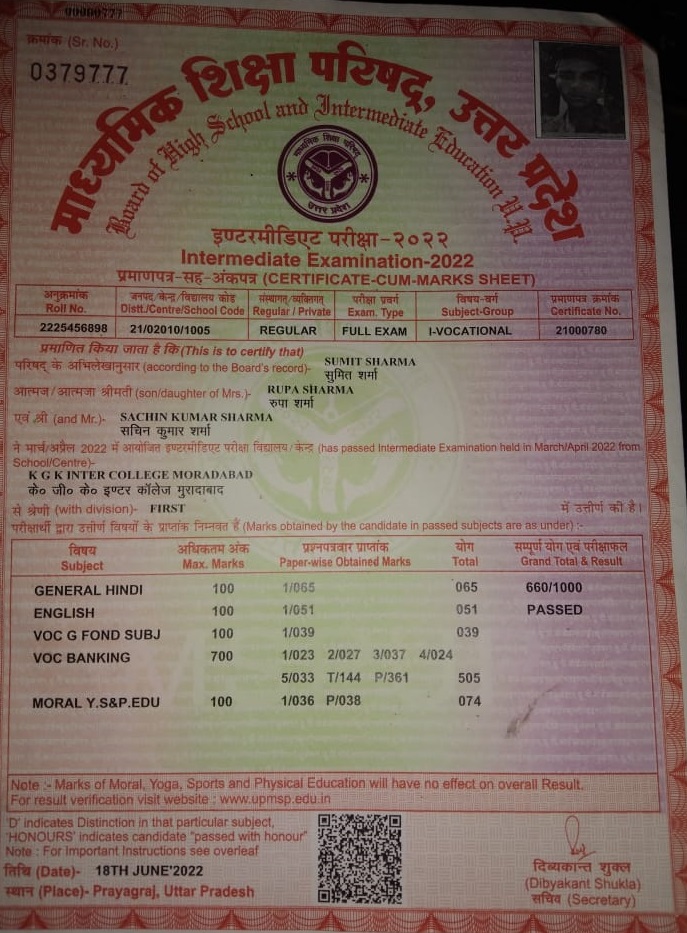 00000777
क्रमांक (Sr. No.)
0379777
माध्यमिक शिक्षा परिषद्, उत्तर प्रदेश
Board of High School and Intermediate Education U.P.
माध्यमिक शिक्षा परिषद्
उत्तर प्रदेश
इण्टरमीडिएट परीक्षा-२०२२
Intermediate Examination-2022
प्रमाणपत्र-सह-अंकपत्र (CERTIFICATE-CUM-MARKS SHEET)
अनुक्रमांक जनपद/केन्द्र/विद्यालय कोड संस्थागत/व्यक्तिगत परीक्षा प्रवर्ग विषय-वर्ग प्रमाणपत्र क्रमांक
Roll No. Distt./Centre/School Code Regular / Private Exam. Type Subject-Group Certificate No.
2225456898 21/02010/1005 REGULAR FULL EXAM I-VOCATIONAL 21000780
प्रमाणित किया जाता है कि (This is to certify that)
परिषद् के अभिलेखानुसार (according to the Board's record)- SUMIT SHARMA
सुमित शर्मा
आत्मज/आत्मजा श्रीमती (son/daughter of Mrs.)- RUPA SHARMA
रुपा शर्मा
एवं श्री (and Mr.)- SACHIN KUMAR SHARMA
सचिन कुमार शर्मा
ने मार्च/अप्रैल 2022 में आयोजित इण्टरमीडिएट परीक्षा विद्यालय/केन्द्र (has passed Intermediate Examination held in March/April 2022 from
School/Centre)-
K G K INTER COLLEGE MORADABAD
के० जी० के० इण्टर कॉलेज मुरादाबाद
से श्रेणी (with division)- FIRST में उत्तीर्ण की है।
परीक्षार्थी द्वारा उत्तीर्ण विषयों के प्राप्तांक निम्नवत हैं (Marks obtained by the candidate in passed subjects are as under) :-
विषय अधिकतम अंक प्रश्नपत्रवार प्राप्तांक योग सम्पूर्ण योग एवं परीक्षाफल
Subject Max. Marks Paper-wise Obtained Marks Total Grand Total & Result
GENERAL HINDI 100 1/065 065 660/1000
ENGLISH 100 1/051 051 PASSED
VOC G FOND SUBJ 100 1/039 039
VOC BANKING 700 1/023 2/027 3/037 4/024
5/033 T/144 P/361 505
MORAL Y.S&P.EDU 100 1/036 P/038 074
Note :- Marks of Moral, Yoga, Sports and Physical Education will have no effect on overall Result.
For result verification visit website : www.upmsp.edu.in
'D' indicates Distinction in that particular subject,
'HONOURS' indicates candidate "passed with honour"
Note : For Important Instructions see overleaf
तिथि (Date)- 18TH JUNE'2022
स्थान (Place)- Prayagraj, Uttar Pradesh
दिव्यकान्त शुक्ल
(Dibyakant Shukla)
सचिव (Secretary)